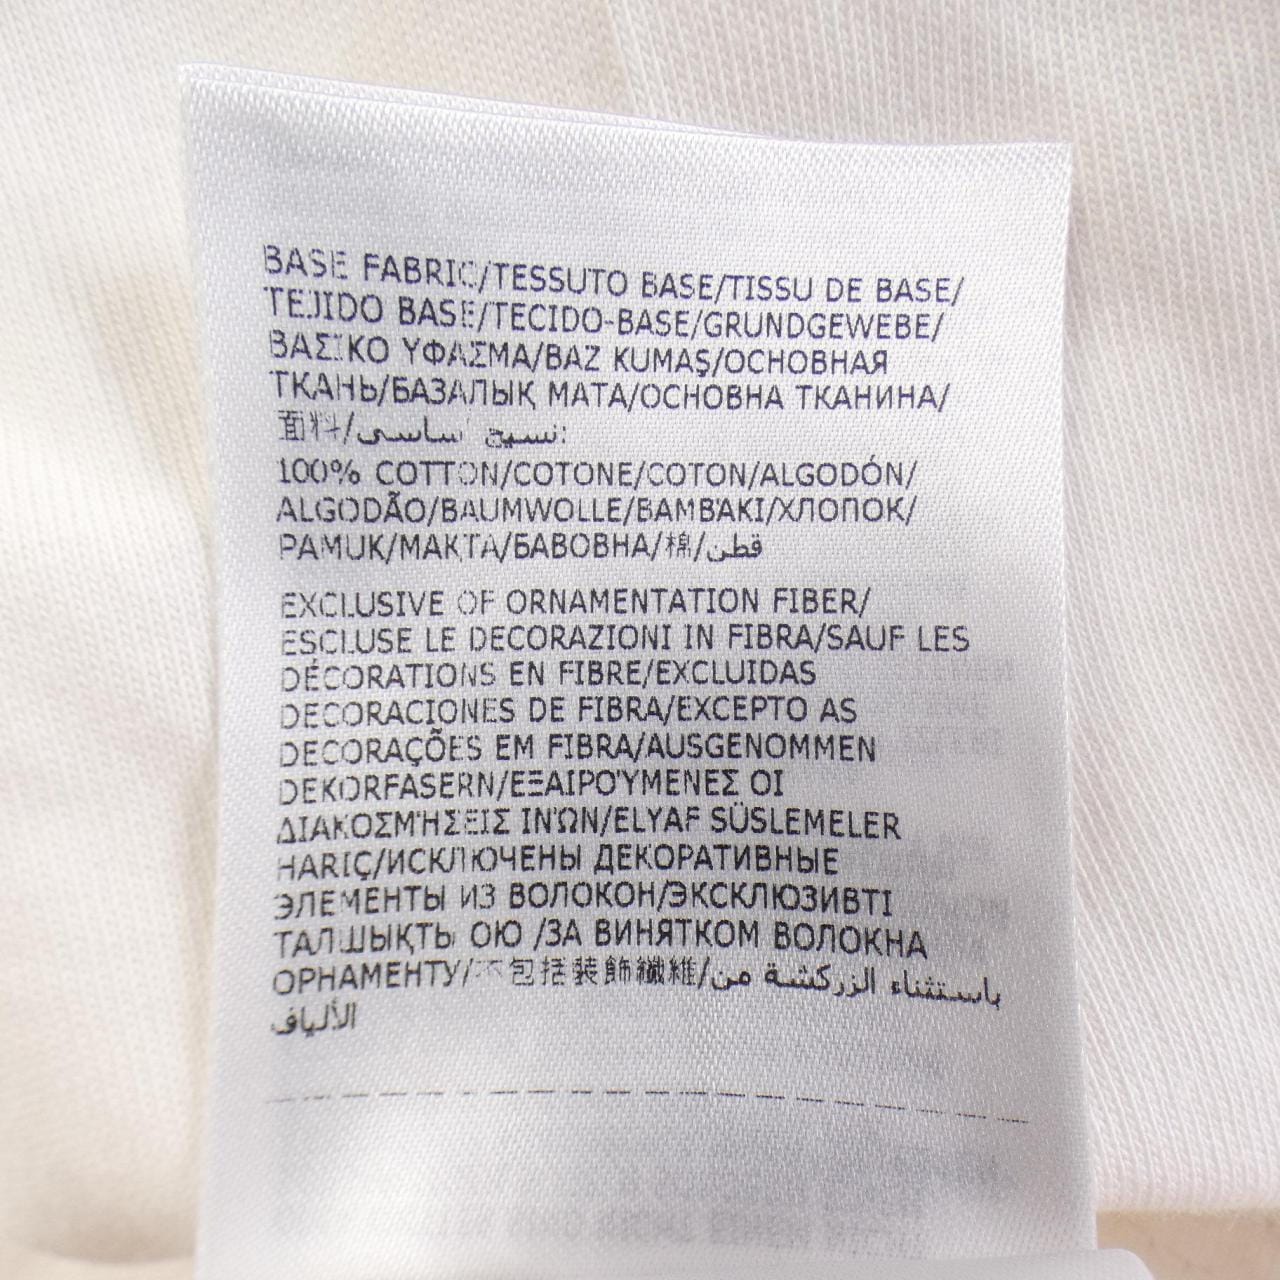 BASE FABRIC/TESSUTO BASE/TISSU DE BASE/
TEJIDO BASE/TECIDO-BASE/GRUNDGEWEBE/
ΒΑΣΙΚΟ ΥΦΑΣΜΑ/BAZ KUMAŞ/ОСНОВНАЯ
ТКАНЬ/БАЗАЛЫҚ МАТА/ОСНОВНА ТКАНИНА/
面料/نسيج أساسي:
100% COTTON/COTONE/COTON/ALGODÓN/
ALGODÃO/BAUMWOLLE/ΒΑΜΒΆΚΙ/ХЛОПОК/
PAMUK/МАКТА/БАВОВНА/棉/قطن
EXCLUSIVE OF ORNAMENTATION FIBER/
ESCLUSE LE DECORAZIONI IN FIBRA/SAUF LES
DÉCORATIONS EN FIBRE/EXCLUIDAS
DECORACIONES DE FIBRA/EXCEPTO AS
DECORAÇÕES EM FIBRA/AUSGENOMMEN
DEKORFASERN/ΕΞΑΙΡΟΎΜΕΝΕΣ ΟΙ
ΔΙΑΚΟΣΜΉΣΕΙΣ ΙΝΏΝ/ELYAF SÜSLEMELER
HARIÇ/ИСКЛЮЧЕНЫ ДЕКОРАТИВНЫЕ
ЭЛЕМЕНТЫ ИЗ ВОЛОКОН/ЭКСКЛЮЗИВТІ
ТАЛШЫҚТЬ ОЮ /ЗА ВИНЯТКОМ ВОЛОКНА
ОРНАМЕНТУ/不包括装飾纖維/باستثناء الزركشة من
الألياف